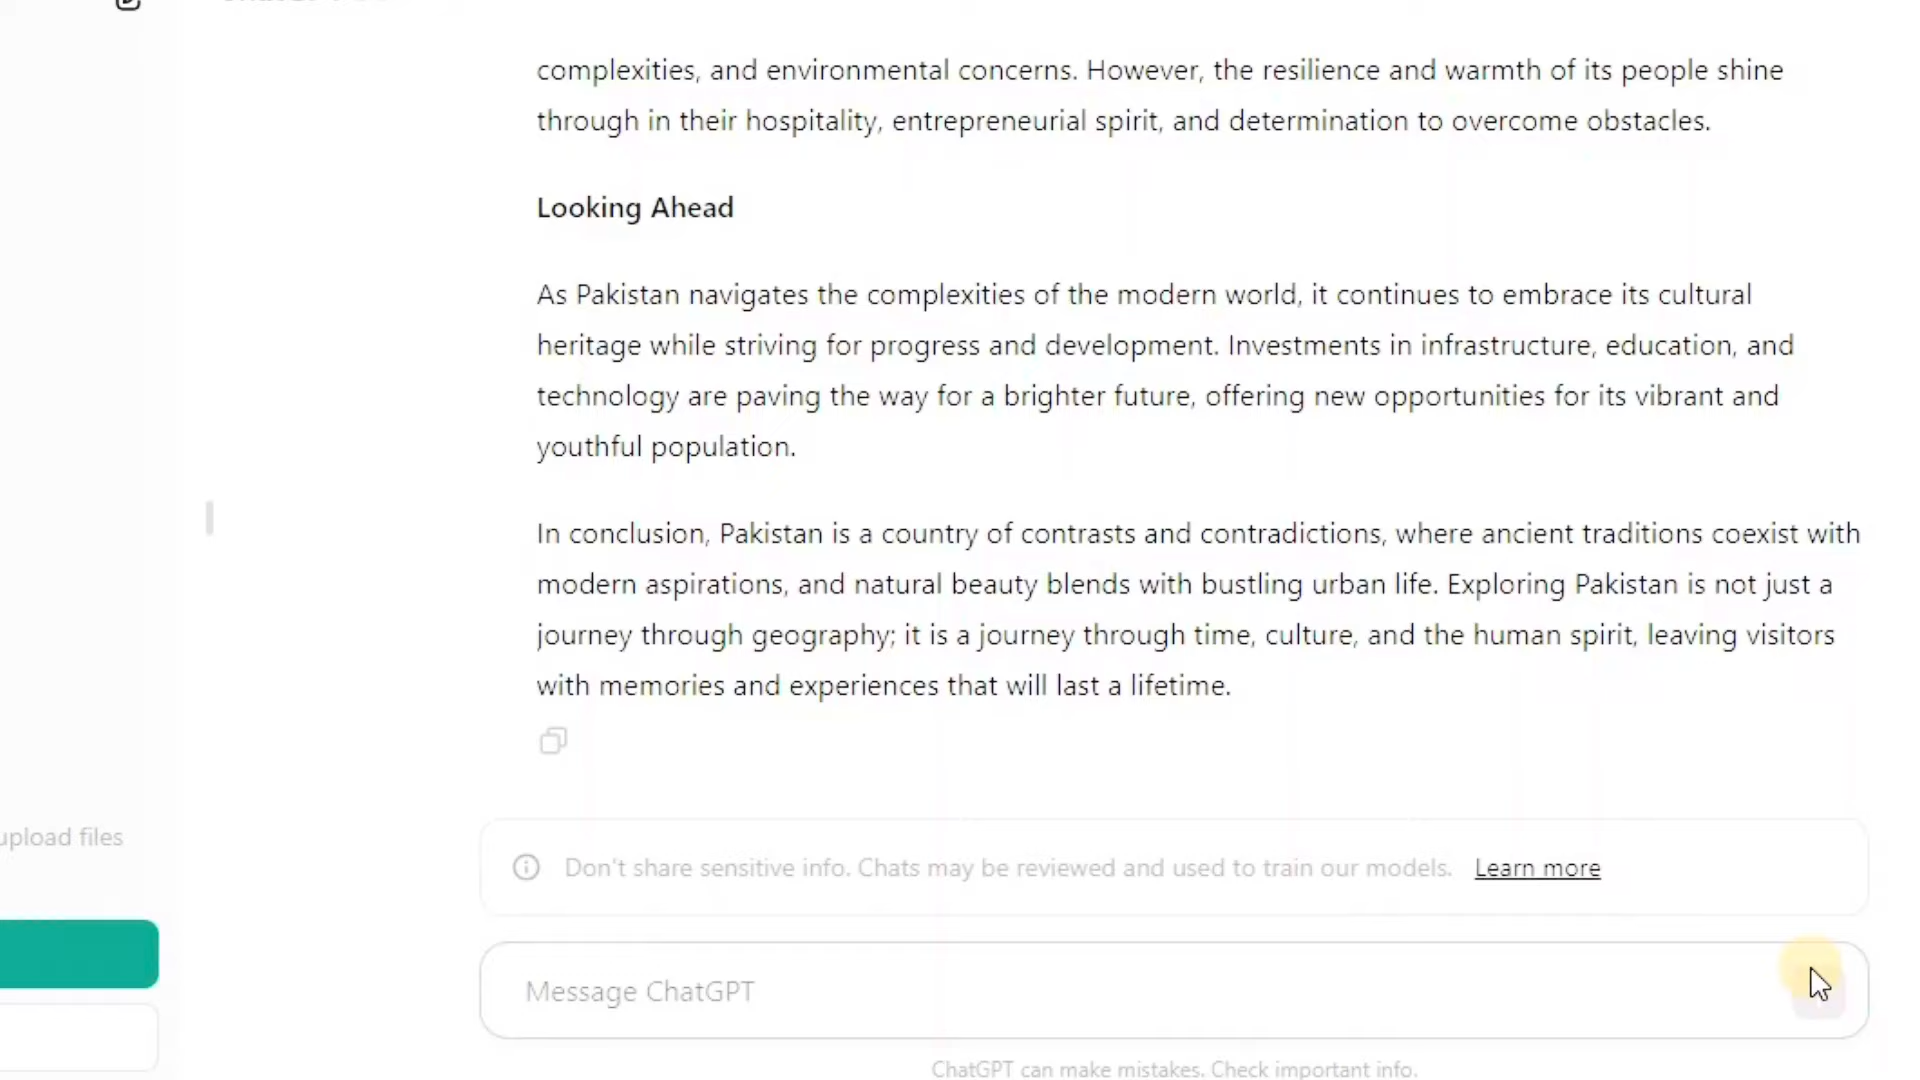 complexities, and environmental concerns. However, the resilience and warmth of its people shine
through in their hospitality, entrepreneurial spirit, and determination to overcome obstacles.
Looking Ahead
As Pakistan navigates the complexities of the modern world, it continues to embrace its cultural
heritage while striving for progress and development. Investments in infrastructure, education, and
technology are paving the way for a brighter future, offering new opportunities for its vibrant and
youthful population.
In conclusion, Pakistan is a country of contrasts and contradictions, where ancient traditions coexist with
modern aspirations, and natural beauty blends with bustling urban life. Exploring Pakistan is not just a
journey through geography; it is a journey through time, culture, and the human spirit, leaving visitors
with memories and experiences that will last a lifetime.
upload files
Don't share sensitive info. Chats may be reviewed and used to train our models. Learn more
Message ChatGPT
ChatGPT can make mistakes. Check important info.